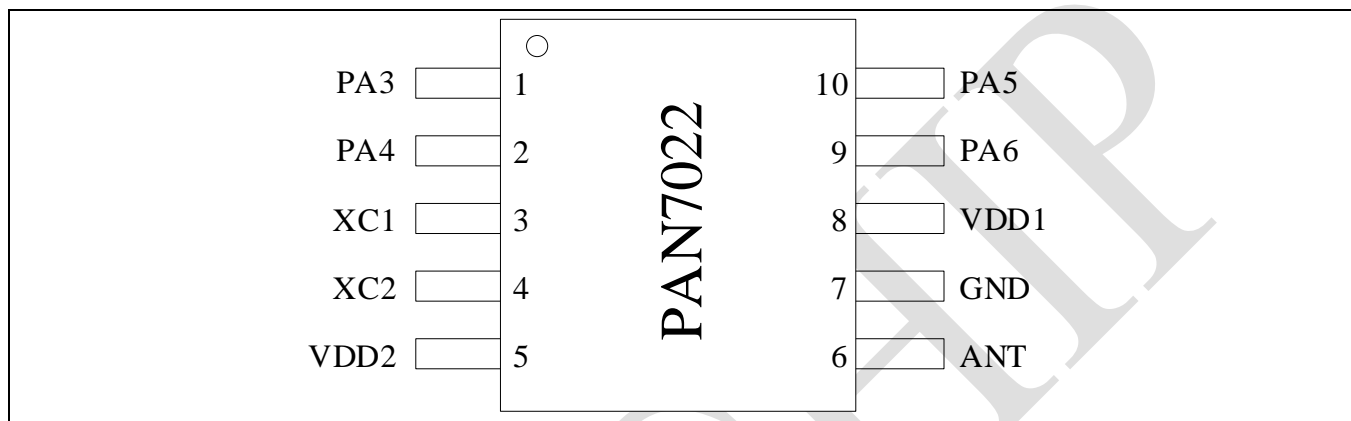 PA3 1 10 PA5
PA4 2 9 PA6
XC1 3 8 VDD1
XC2 4 7 GND
VDD2 5 6 ANT
PAN7022